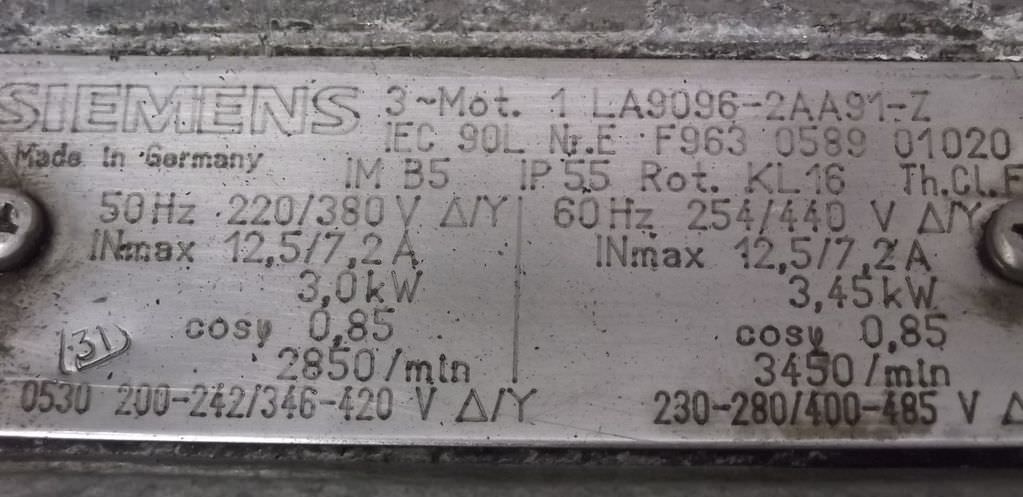 SIEMENS 3~Mot. 1 LA9096-2AA91-Z
IEC 90L Nr.E F963 0589 01020
Made in Germany IM B5 IP 55 Rot. KL16 Th.Cl.F
50Hz 220/380V Δ/Y 60Hz 254/440 V Δ/Y
INmax 12,5/7,2A INmax 12,5/7,2A
3,0kW 3,45kW
cosφ 0,85 cosφ 0,85
31
2850/min 3450/min
0530 200-242/346-420 V Δ/Y 230-280/400-485 V Δ